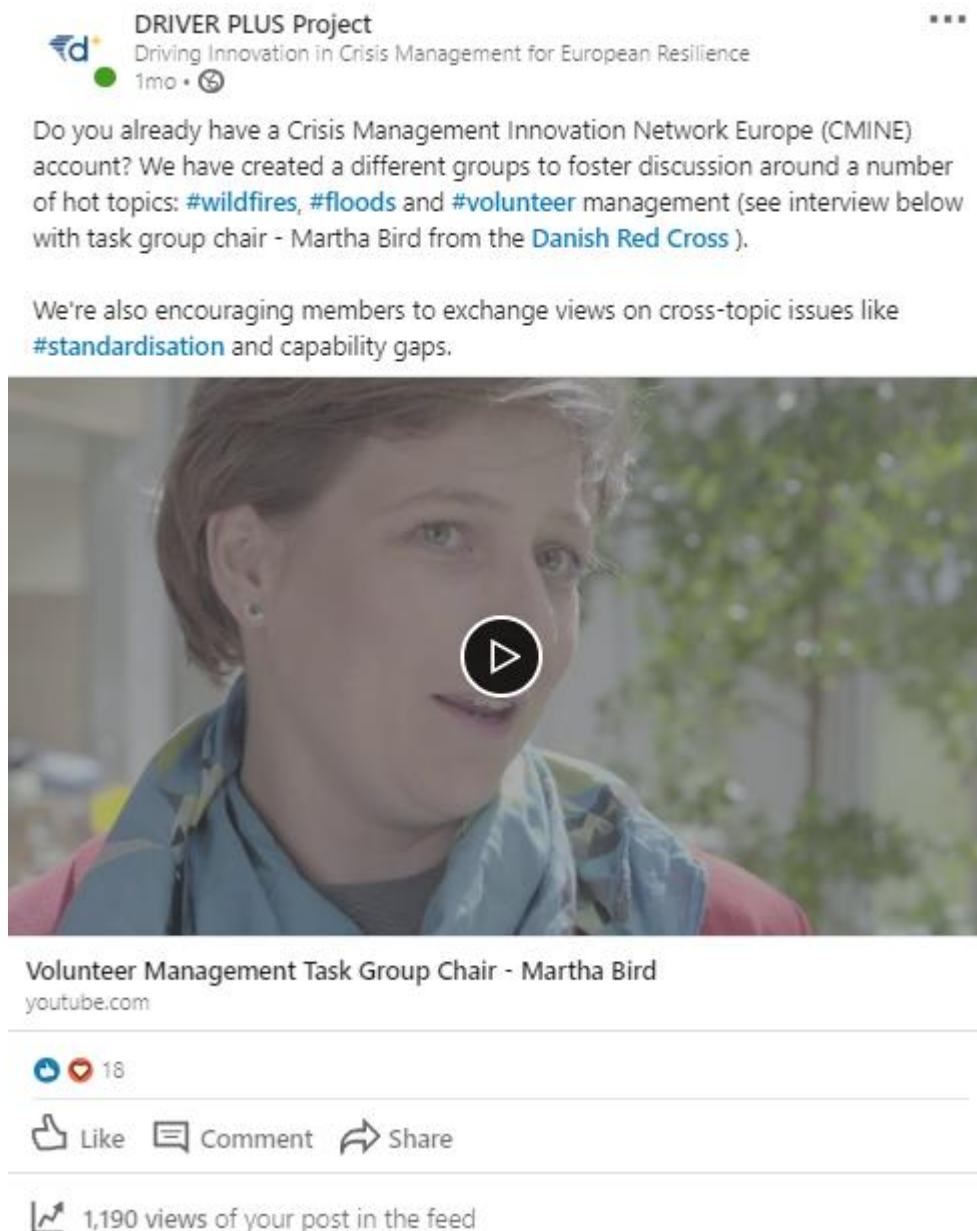 DRIVER PLUS Project
Driving Innovation in Crisis Management for European Resilience
1mo •
Do you already have a Crisis Management Innovation Network Europe (CMINE)
account? We have created a different groups to foster discussion around a number
of hot topics: #wildfires, #floods and #volunteer management (see interview below
with task group chair - Martha Bird from the Danish Red Cross ).
We're also encouraging members to exchange views on cross-topic issues like
#standardisation and capability gaps.
Volunteer Management Task Group Chair - Martha Bird
youtube.com
18
Like Comment Share
1,190 views of your post in the feed